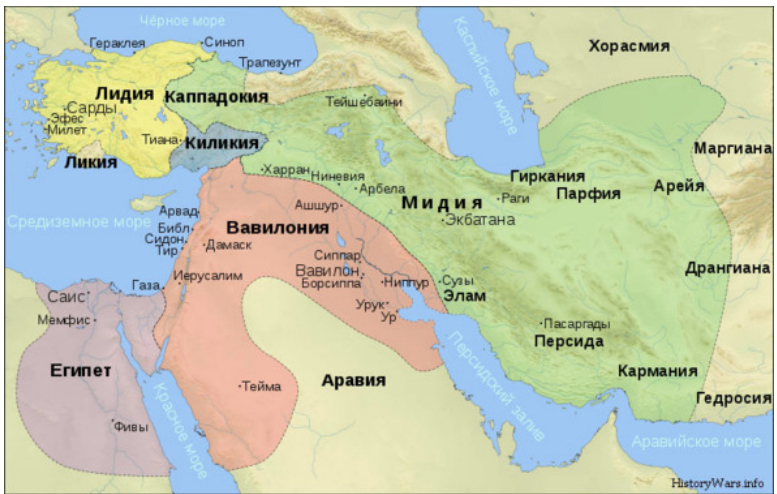 Чёрное море
Каспийское море
Хорасмия
Гераклея
Синоп
Трапезунт
Лидия
Каппадокия
Тейшебаини
Сарды
Эфес
Милет
Тиана
Киликия
Ликия
Маргиана
Харран
Ниневия
Арбела
Гиркания
Парфия
Арейя
Мидия
Раги
Экбатана
Ашшур
Средиземное море
Арвад
Библ
Сидон
Тир
Вавилония
Дамаск
Сиппар
Вавилон
Борсиппа
Ниппур
Сузы
Элам
Дрангиана
Газа
Иерусалим
Саис
Мемфис
Урук
Ур
Пасаргады
Персида
Персидский залив
Египет
Красное море
Тейма
Аравия
Кармания
Гедросия
Фивы
Аравийское море
HistoryWars.info